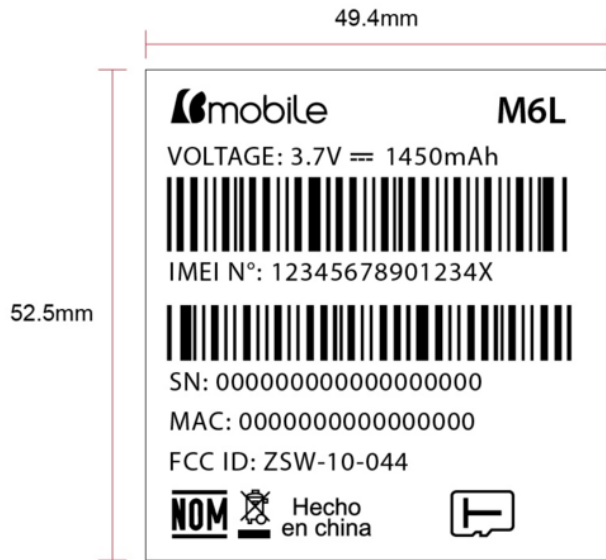 49.4mm
52.5mm
Bmobile M6L
VOLTAGE: 3.7V ⎓ 1450mAh
IMEI N°: 12345678901234X
SN: 000000000000000000
MAC: 0000000000000000
FCC ID: ZSW-10-044
NOM Hecho
en china